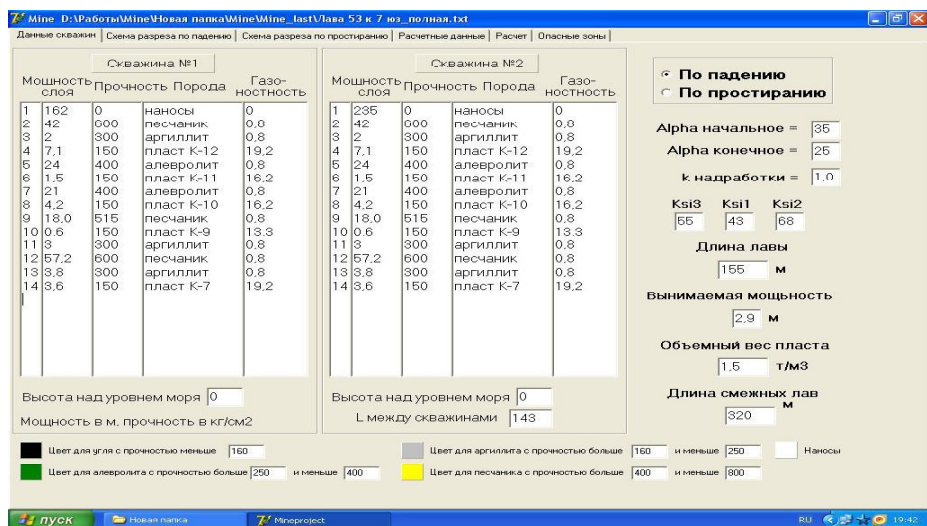 Mine D:\Работы\Mine\Новая папка\Mine\Mine_last\Лава 53 к 7 юз_полная.txt
Данные скважин Схема разреза по падению Схема разреза по простиранию Расчетные данные Расчет Опасные зоны
Скважина №1
Мощность слоя Прочность Порода Газо-ностность
1 162 0 наносы 0
2 42 600 песчаник 0,8
3 2 300 аргиллит 0,8
4 7,1 150 пласт К-12 19,2
5 24 400 алевролит 0,8
6 1,5 150 пласт К-11 16,2
7 21 400 алевролит 0,8
8 4,2 150 пласт К-10 16,2
9 18,0 515 песчаник 0,8
10 0,6 150 пласт К-9 13,3
11 3 300 аргиллит 0,8
12 57,2 600 песчаник 0,8
13 3,8 300 аргиллит 0,8
14 3,6 150 пласт К-7 19,2
Высота над уровнем моря 0
Мощность в м, прочность в кг/см2
Скважина №2
Мощность слоя Прочность Порода Газо-ностность
1 235 0 наносы 0
2 42 600 песчаник 0,8
3 2 300 аргиллит 0,8
4 7,1 150 пласт К-12 19,2
5 24 400 алевролит 0,8
6 1,5 150 пласт К-11 16,2
7 21 400 алевролит 0,8
8 4,2 150 пласт К-10 16,2
9 18,0 515 песчаник 0,8
10 0,6 150 пласт К-9 13,3
11 3 300 аргиллит 0,8
12 57,2 600 песчаник 0,8
13 3,8 300 аргиллит 0,8
14 3,6 150 пласт К-7 19,2
Высота над уровнем моря 0
L между скважинами 143
По падению
По простиранию
Alpha начальное = 35
Alpha конечное = 25
k надработки = 1,0
Ksi3 Ksi1 Ksi2
55 43 68
Длина лавы
155 м
Вынимаемая мощьность
2,9 м
Объемный вес пласта
1,5 т/м3
Длина смежных лав
320 м
Цвет для угля с прочностью меньше 160
Цвет для аргиллита с прочностью больше 160 и меньше 250 Наносы
Цвет для алевролита с прочностью больше 250 и меньше 400
Цвет для песчаника с прочностью больше 400 и меньше 800
пуск Новая папка Mineproject RU 19:42